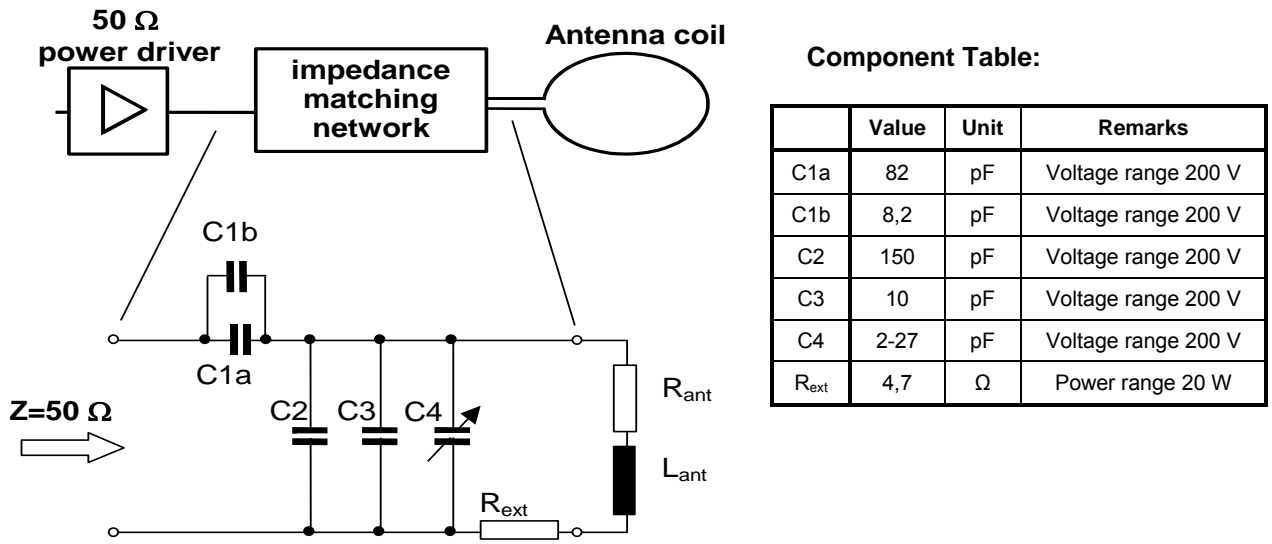 50 Ω
power driver
impedance
matching
network
Antenna coil
C1b
C1a
Z=50 Ω
C2
C3
C4
Rext
Rant
Lant
Component Table:
Value Unit Remarks
C1a 82 pF Voltage range 200 V
C1b 8,2 pF Voltage range 200 V
C2 150 pF Voltage range 200 V
C3 10 pF Voltage range 200 V
C4 2-27 pF Voltage range 200 V
Rext 4,7 Ω Power range 20 W